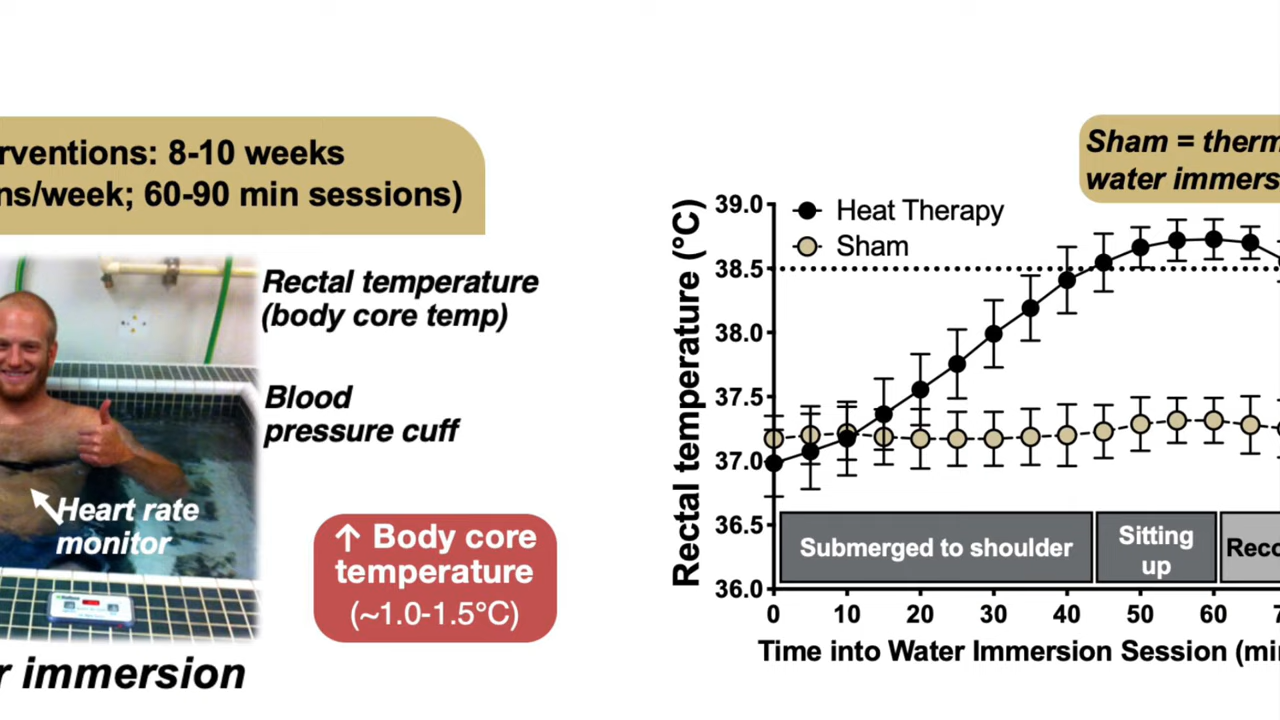 rventions: 8-10 weeks
ns/week; 60-90 min sessions)
Rectal temperature
(body core temp)
Blood
pressure cuff
Heart rate
monitor
↑ Body core
temperature
(~1.0-1.5°C)
r immersion
Sham = therm
water immers
Heat Therapy
Sham
Rectal temperature (°C)
39.0
38.5
38.0
37.5
37.0
36.5
36.0
Submerged to shoulder
Sitting
up
Reco
0 10 20 30 40 50 60 7
Time into Water Immersion Session (min